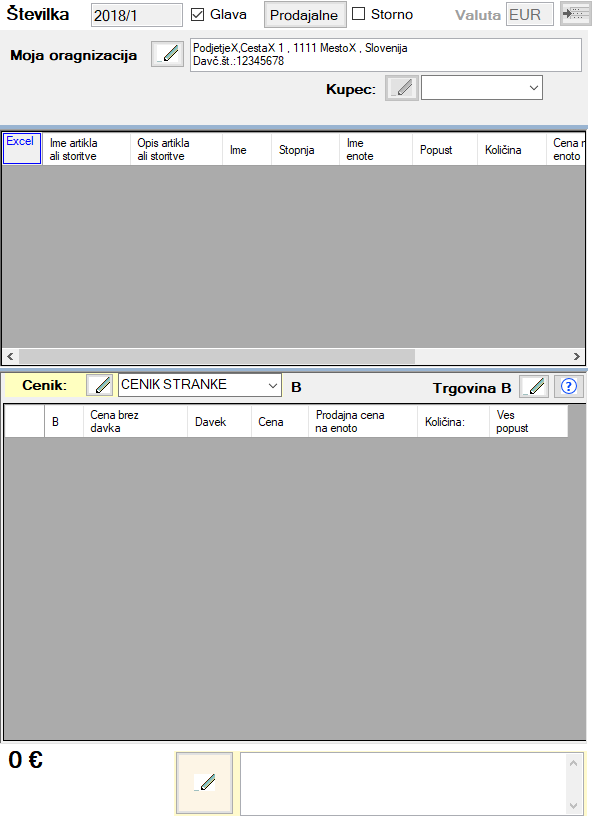 Številka 2018/1 Glava Prodajalne Storno Valuta EUR
Moja oragnizacija
PodjetjeX,CestaX 1 , 1111 MestoX , Slovenija
Davč.št.:12345678
Kupec:
Excel
Ime artikla
ali storitve
Opis artikla
ali storitve
Ime
Stopnja
Ime
enote
Popust
Količina
Cena
enoto
Cenik: CENIK STRANKE B Trgovina B ?
B
Cena brez
davka
Davek
Cena
Prodajna cena
na enoto
Količina:
Ves
popust
0 €